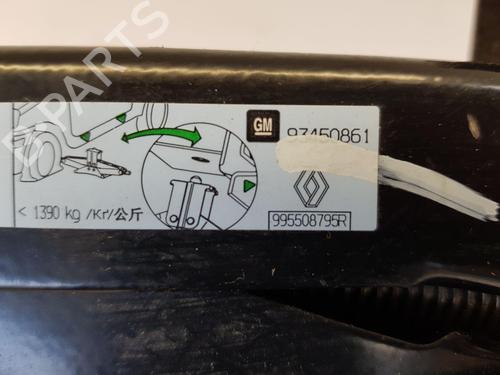 B-PARTS
GM
93450861
< 1390 kg /Kr/公斤
995508795R